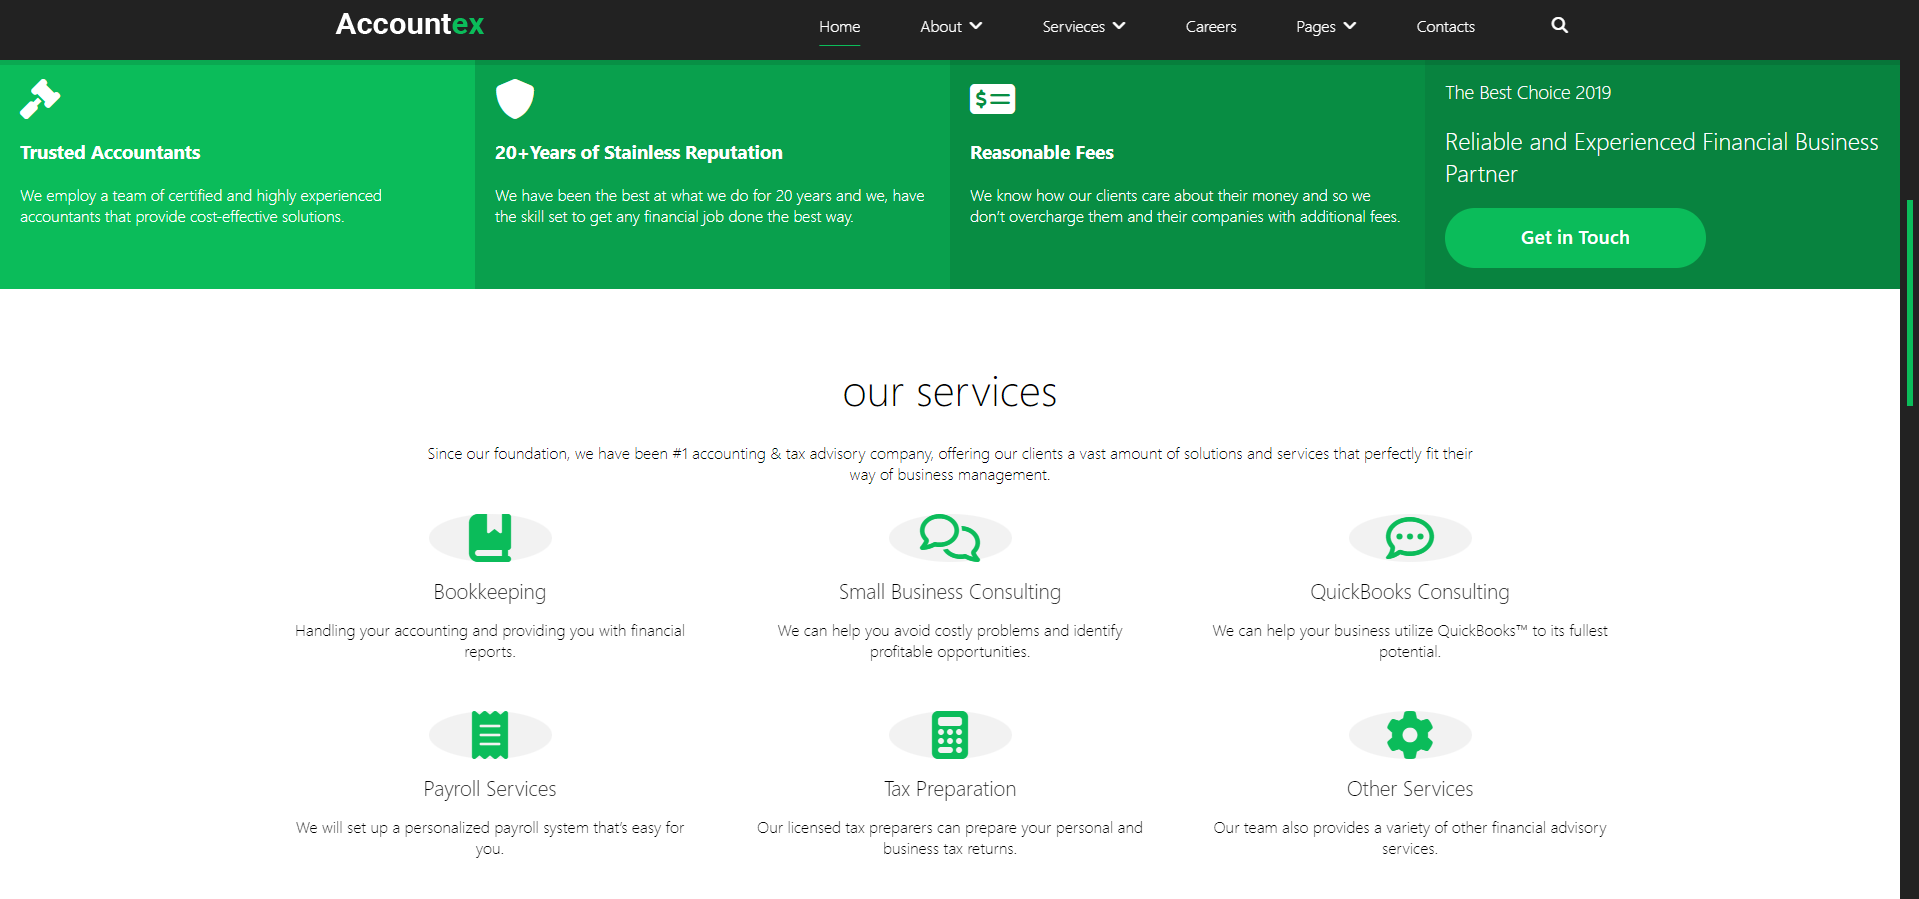 Accountex
Home
About
Servieces
Careers
Pages
Contacts
Trusted Accountants
We employ a team of certified and highly experienced
accountants that provide cost-effective solutions.
20+Years of Stainless Reputation
We have been the best at what we do for 20 years and we, have
the skill set to get any financial job done the best way.
$
Reasonable Fees
We know how our clients care about their money and so we
don’t overcharge them and their companies with additional fees.
The Best Choice 2019
Reliable and Experienced Financial Business
Partner
Get in Touch
our services
Since our foundation, we have been #1 accounting & tax advisory company, offering our clients a vast amount of solutions and services that perfectly fit their
way of business management.
Bookkeeping
Handling your accounting and providing you with financial
reports.
Small Business Consulting
We can help you avoid costly problems and identify
profitable opportunities.
QuickBooks Consulting
We can help your business utilize QuickBooks™ to its fullest
potential.
Payroll Services
We will set up a personalized payroll system that’s easy for
you.
Tax Preparation
Our licensed tax preparers can prepare your personal and
business tax returns.
Other Services
Our team also provides a variety of other financial advisory
services.